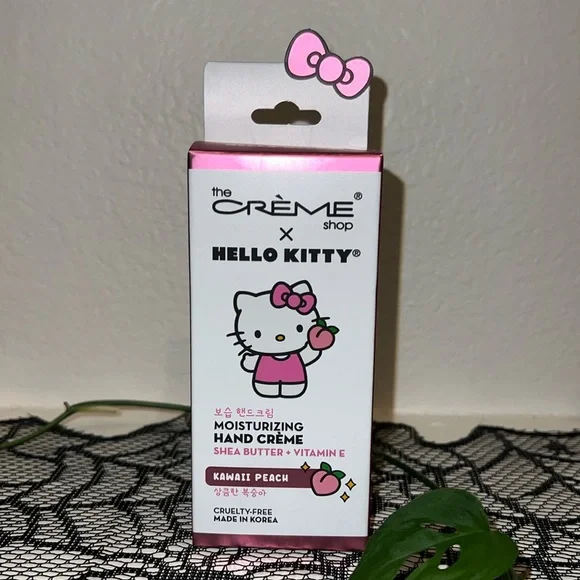 the
CRÈME®
shop
×
HELLO KITTY®
보습 핸드크림
MOISTURIZING
HAND CRÈME
SHEA BUTTER + VITAMIN E
KAWAII PEACH
상큼한 복숭아
CRUELTY-FREE
MADE IN KOREA